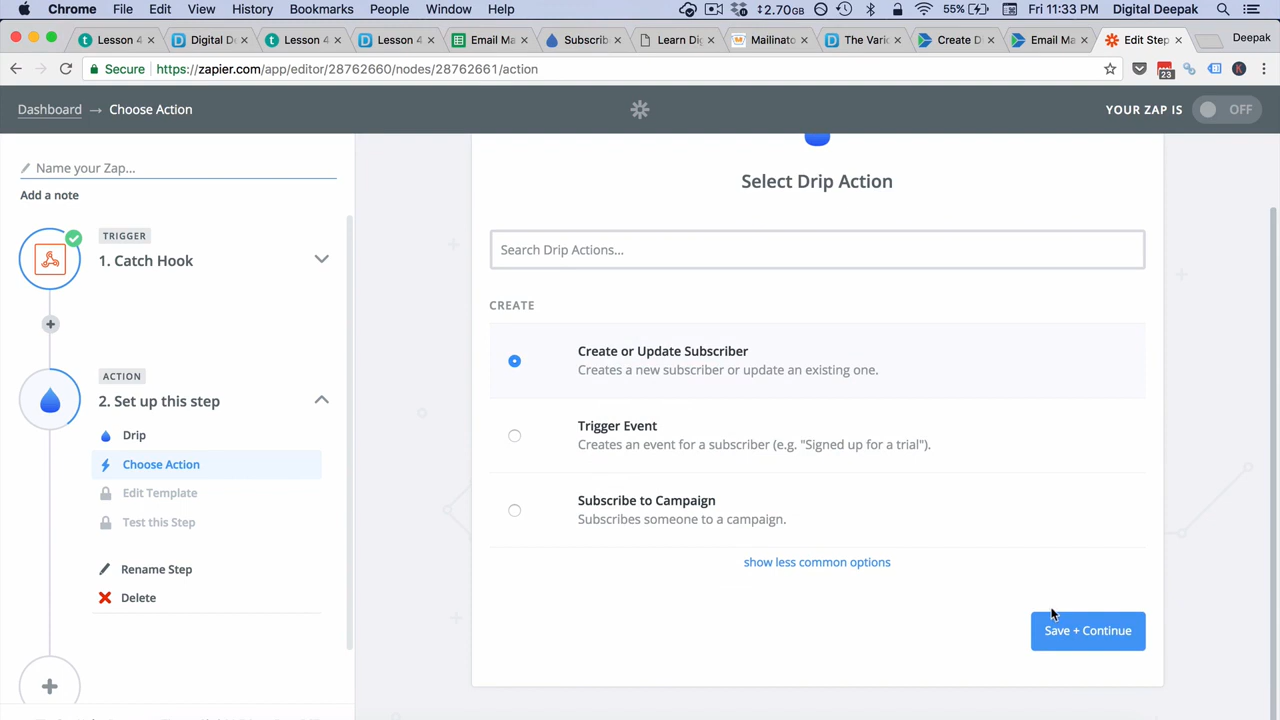 Chrome File Edit View History Bookmarks People Window Help 2.70GB 55% Fri 11:33 PM Digital Deepak
Lesson 4 Digital D Lesson 4 Lesson 4 Email Ma Subscrib Learn Dig Mailinato The Vario Create D Email Ma Edit Step Deepak
Secure https://zapier.com/app/editor/28762660/nodes/28762661/action 23 K
Dashboard → Choose Action YOUR ZAP IS OFF
Name your Zap...
Add a note
TRIGGER
1. Catch Hook
ACTION
2. Set up this step
Drip
Choose Action
Edit Template
Test this Step
Rename Step
Delete
Select Drip Action
Search Drip Actions...
CREATE
Create or Update Subscriber
Creates a new subscriber or update an existing one.
Trigger Event
Creates an event for a subscriber (e.g. "Signed up for a trial").
Subscribe to Campaign
Subscribes someone to a campaign.
show less common options
Save + Continue